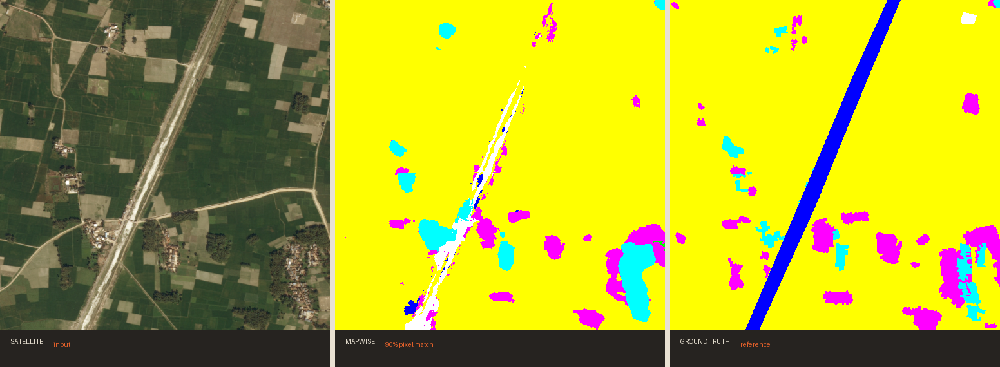 SATELLITE input
MAPWISE 90% pixel match
GROUND TRUTH reference